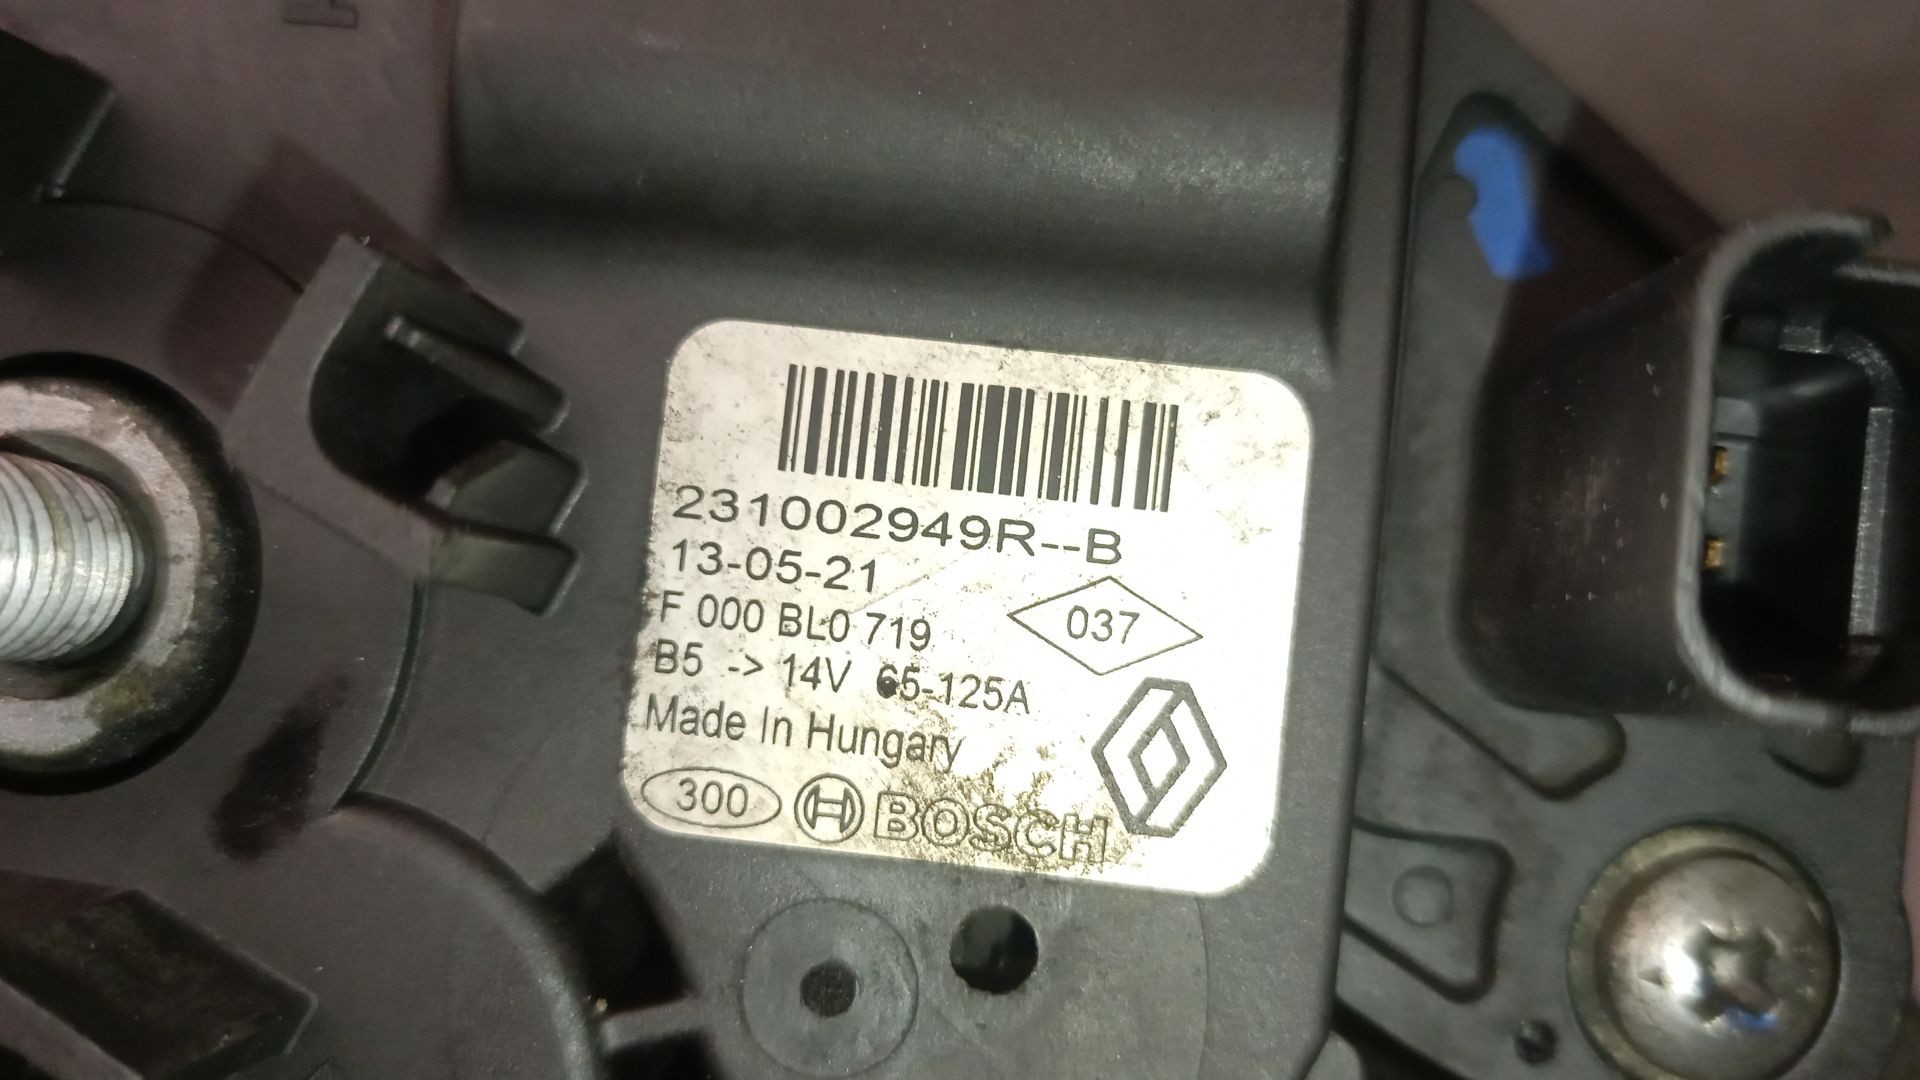 231002949R--B
13-05-21
037
F 000 BL0 719
B5 -> 14V 65-125A
Made In Hungary
300 BOSCH